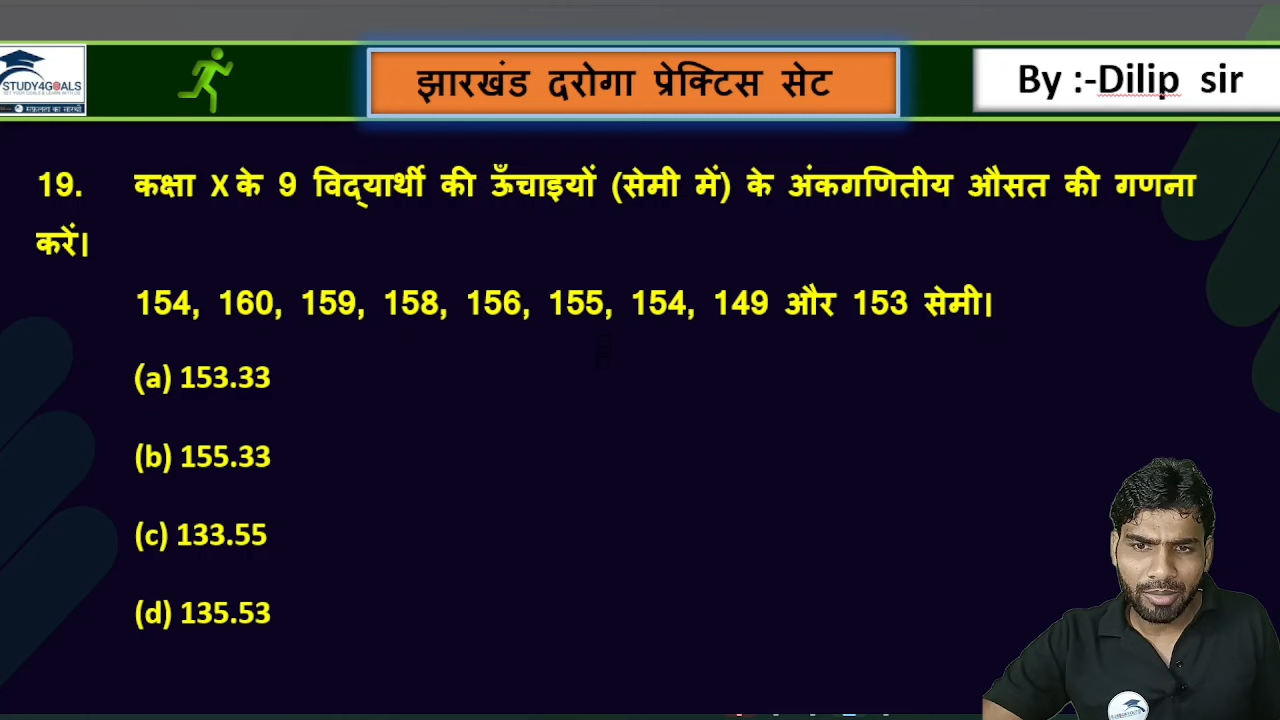 STUDY4GOALS
झारखंड दरोगा प्रेक्टिस सेट
By :-Dilip sir
19. कक्षा X के 9 विद्यार्थी की ऊँचाइयों (सेमी में) के अंकगणितीय औसत की गणना
करें।
154, 160, 159, 158, 156, 155, 154, 149 और 153 सेमी।
(a) 153.33
(b) 155.33
(c) 133.55
(d) 135.53